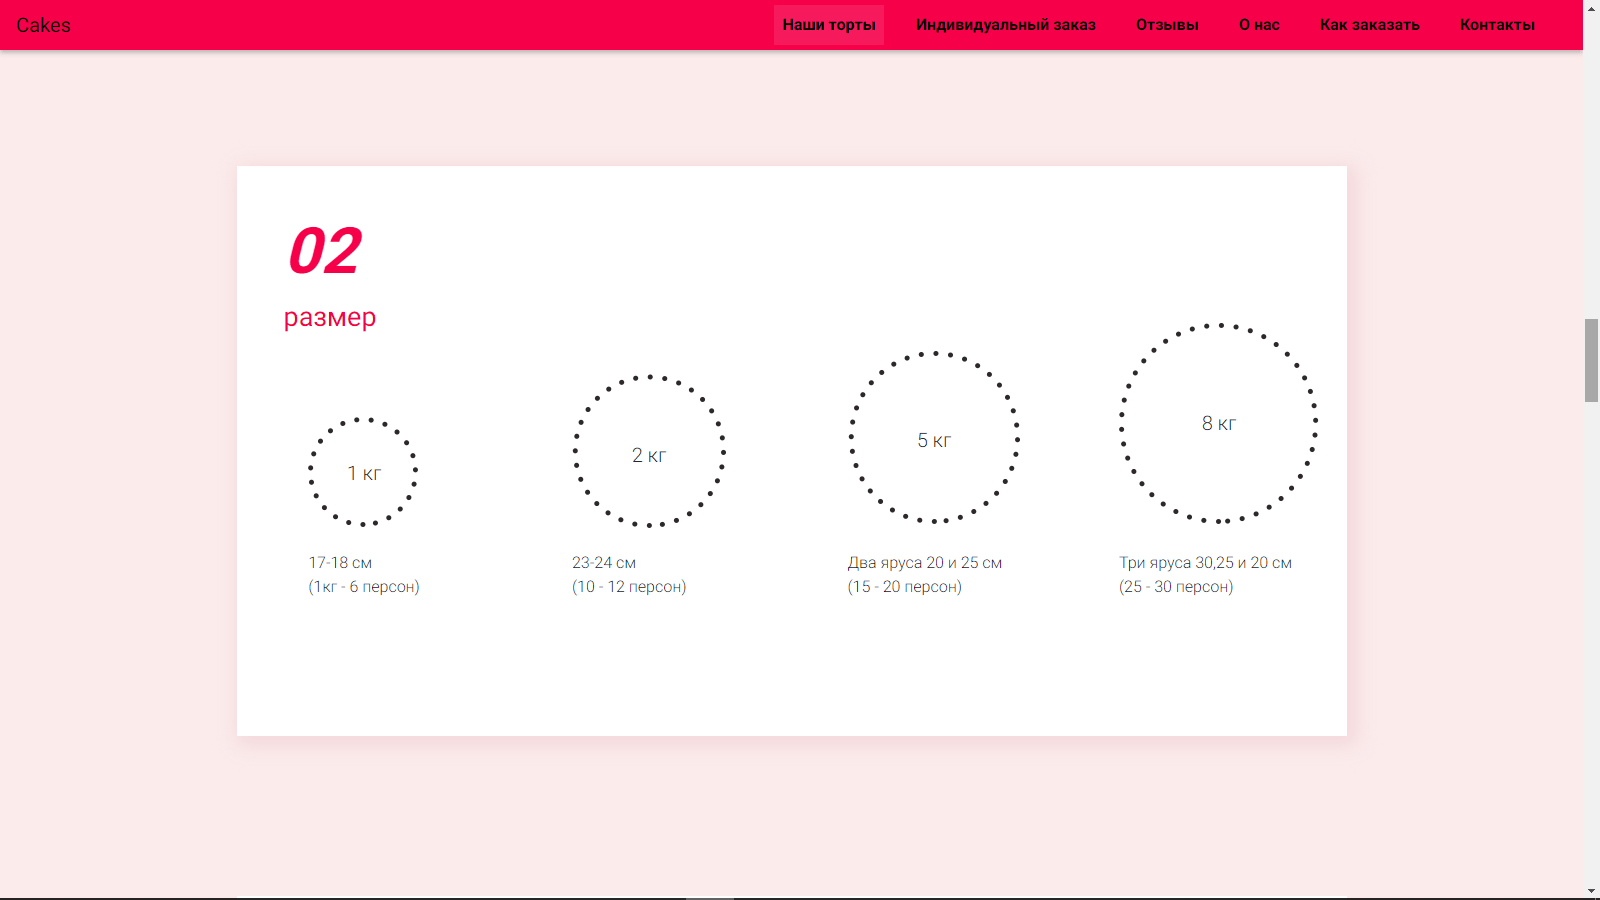 Cakes
Наши торты
Индивидуальный заказ
Отзывы
О нас
Как заказать
Контакты
02
размер
1 кг
2 кг
5 кг
8 кг
17-18 см
(1кг - 6 персон)
23-24 см
(10 - 12 персон)
Два яруса 20 и 25 см
(15 - 20 персон)
Три яруса 30,25 и 20 см
(25 - 30 персон)